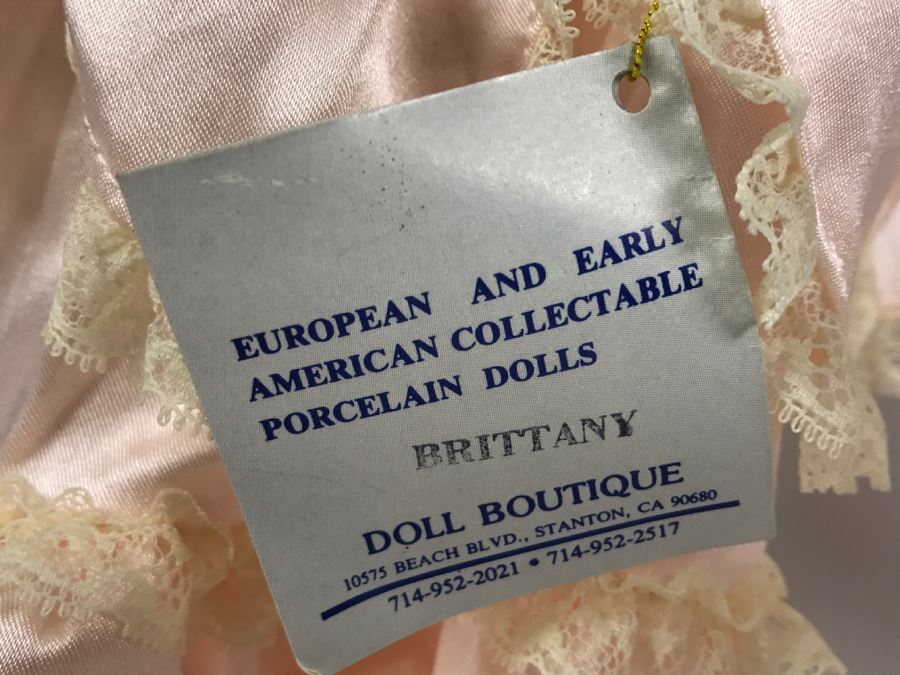 EUROPEAN AND EARLY
AMERICAN COLLECTABLE
PORCELAIN DOLLS
BRITTANY
DOLL BOUTIQUE
10575 BEACH BLVD., STANTON, CA 90680
714-952-2021 • 714-952-2517